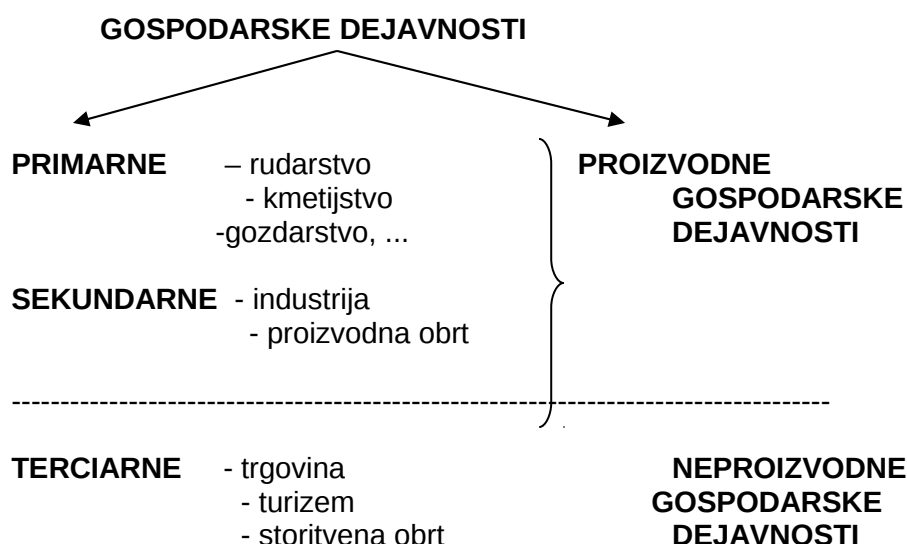 GOSPODARSKE DEJAVNOSTI
PRIMARNE – rudarstvo PROIZVODNE
- kmetijstvo GOSPODARSKE
-gozdarstvo, ... DEJAVNOSTI
SEKUNDARNE - industrija
- proizvodna obrt
------------------------------------------------------------------------------------
TERCIARNE - trgovina NEPROIZVODNE
- turizem GOSPODARSKE
- storitvena obrt DEJAVNOSTI